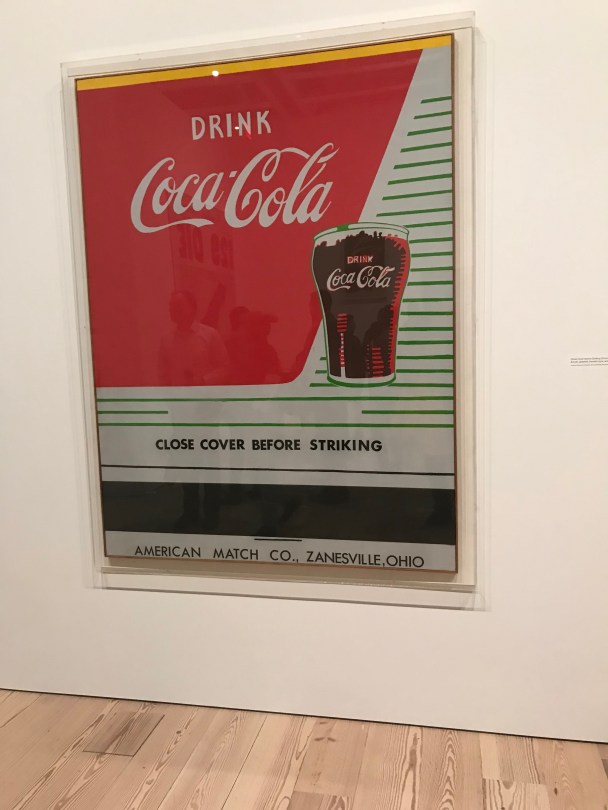 DRINK
Coca-Cola
DRINK
Coca Cola
CLOSE COVER BEFORE STRIKING
AMERICAN MATCH CO., ZANESVILLE, OHIO